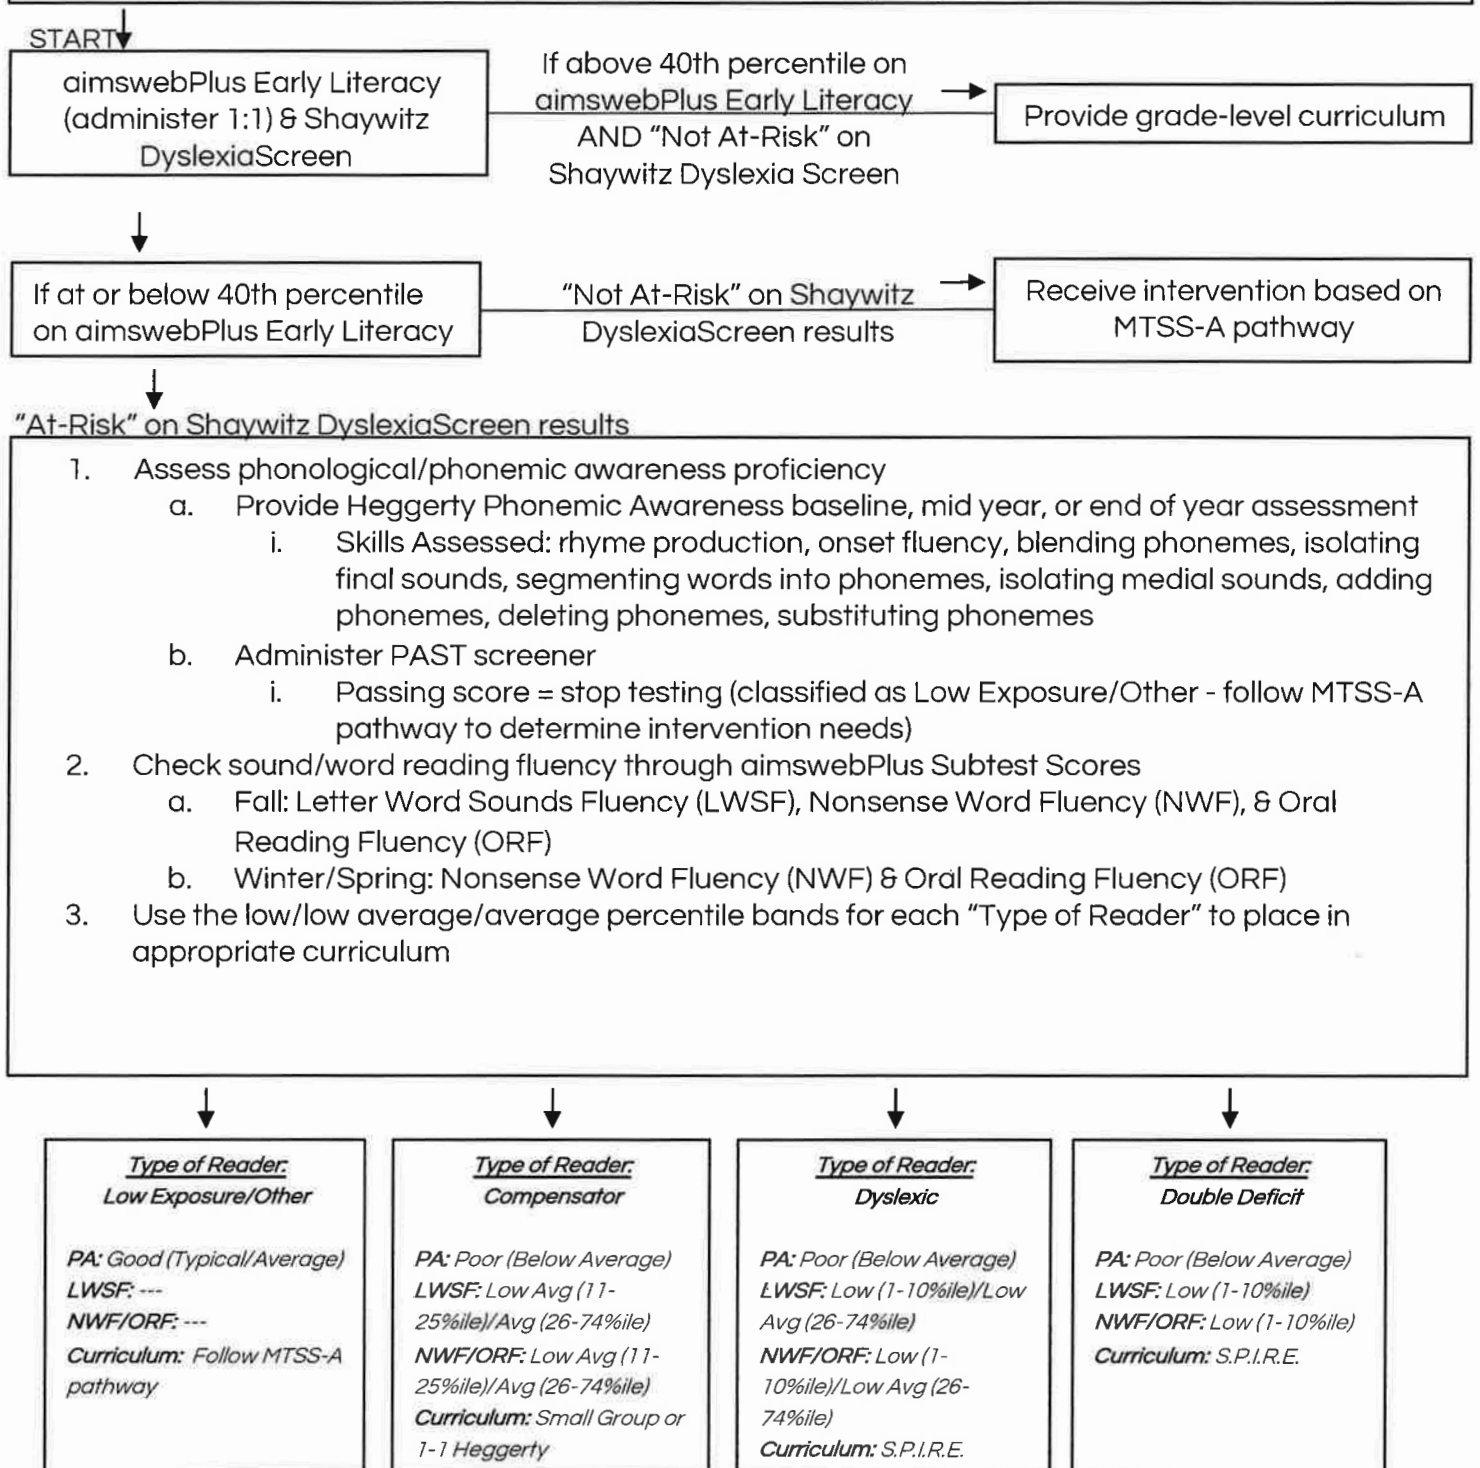 START
aimswebPlus Early Literacy
(administer 1:1) & Shaywitz
DyslexiaScreen
If above 40th percentile on
aimswebPlus Early Literacy
AND "Not At-Risk" on
Shaywitz Dyslexia Screen
Provide grade-level curriculum
If at or below 40th percentile
on aimswebPlus Early Literacy
"Not At-Risk" on Shaywitz
DyslexiaScreen results
Receive intervention based on
MTSS-A pathway
"At-Risk" on Shaywitz DyslexiaScreen results
1. Assess phonological/phonemic awareness proficiency
a. Provide Heggerty Phonemic Awareness baseline, mid year, or end of year assessment
i. Skills Assessed: rhyme production, onset fluency, blending phonemes, isolating
final sounds, segmenting words into phonemes, isolating medial sounds, adding
phonemes, deleting phonemes, substituting phonemes
b. Administer PAST screener
i. Passing score = stop testing (classified as Low Exposure/Other - follow MTSS-A
pathway to determine intervention needs)
2. Check sound/word reading fluency through aimswebPlus Subtest Scores
a. Fall: Letter Word Sounds Fluency (LWSF), Nonsense Word Fluency (NWF), & Oral
Reading Fluency (ORF)
b. Winter/Spring: Nonsense Word Fluency (NWF) & Oral Reading Fluency (ORF)
3. Use the low/low average/average percentile bands for each "Type of Reader" to place in
appropriate curriculum
Type of Reader:
Low Exposure/Other
PA: Good (Typical/Average)
LWSF: ---
NWF/ORF: ---
Curriculum: Follow MTSS-A
pathway
Type of Reader:
Compensator
PA: Poor (Below Average)
LWSF: Low Avg (11-
25%ile)/Avg (26-74%ile)
NWF/ORF: Low Avg (11-
25%ile)/Avg (26-74%ile)
Curriculum: Small Group or
1-1 Heggerty
Type of Reader:
Dyslexic
PA: Poor (Below Average)
LWSF: Low (1-10%ile)/Low
Avg (26-74%ile)
NWF/ORF: Low (1-
10%ile)/Low Avg (26-
74%ile)
Curriculum: S.P.I.R.E.
Type of Reader:
Double Deficit
PA: Poor (Below Average)
LWSF: Low (1-10%ile)
NWF/ORF: Low (1-10%ile)
Curriculum: S.P.I.R.E.